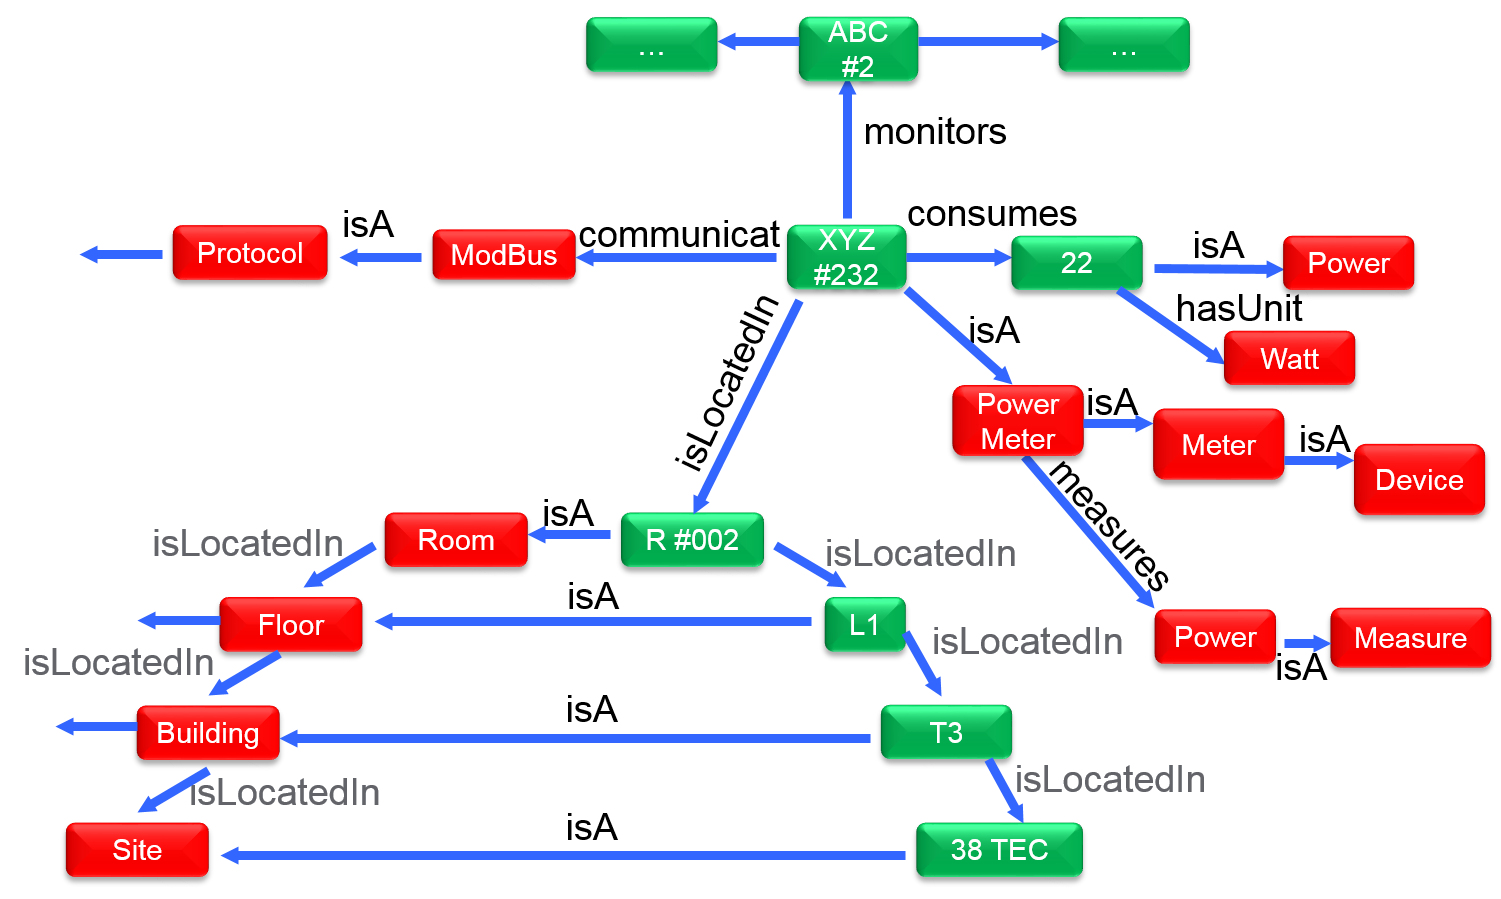 ...
ABC
#2
...
monitors
Protocol
isA
ModBus
communicat
XYZ
#232
consumes
22
isA
Power
hasUnit
Watt
isLocatedIn
isA
Power
Meter
isA
Meter
isA
Device
measures
isLocatedIn
Room
isA
R #002
isLocatedIn
Floor
isA
L1
isLocatedIn
Power
isA
Measure
isLocatedIn
Building
isA
T3
isLocatedIn
isLocatedIn
Site
isA
38 TEC